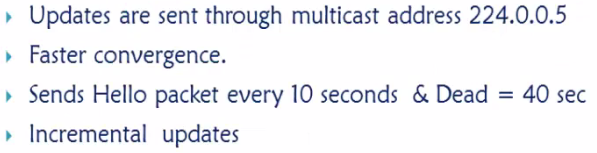 Updates are sent through multicast address 224.0.0.5
Faster convergence.
Sends Hello packet every 10 seconds & Dead = 40 sec
Incremental updates